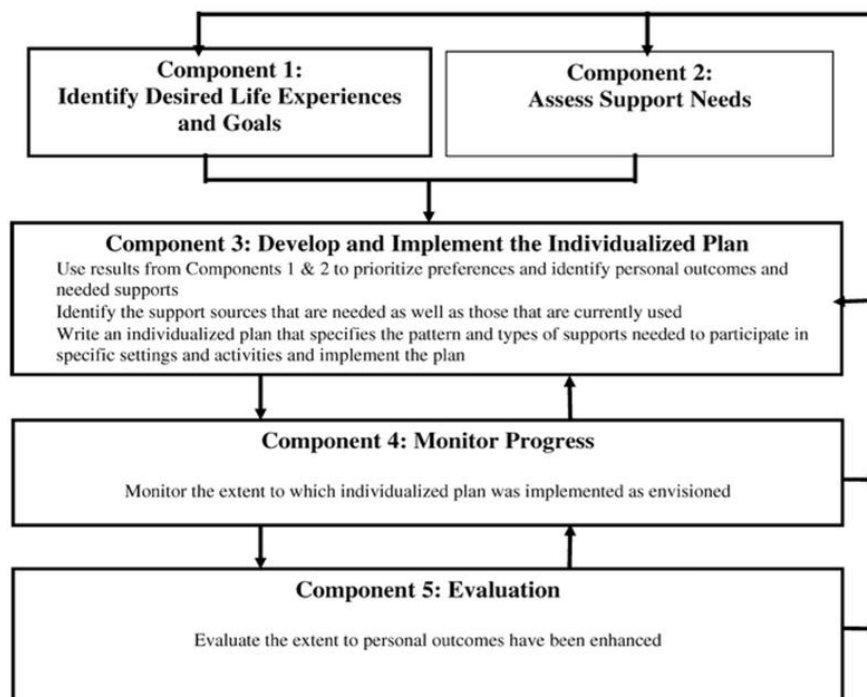 Component 1:
Identify Desired Life Experiences
and Goals
Component 2:
Assess Support Needs
Component 3: Develop and Implement the Individualized Plan
Use results from Components 1 & 2 to prioritize preferences and identify personal outcomes and
needed supports
Identify the support sources that are needed as well as those that are currently used
Write an individualized plan that specifies the pattern and types of supports needed to participate in
specific settings and activities and implement the plan
Component 4: Monitor Progress
Monitor the extent to which individualized plan was implemented as envisioned
Component 5: Evaluation
Evaluate the extent to personal outcomes have been enhanced